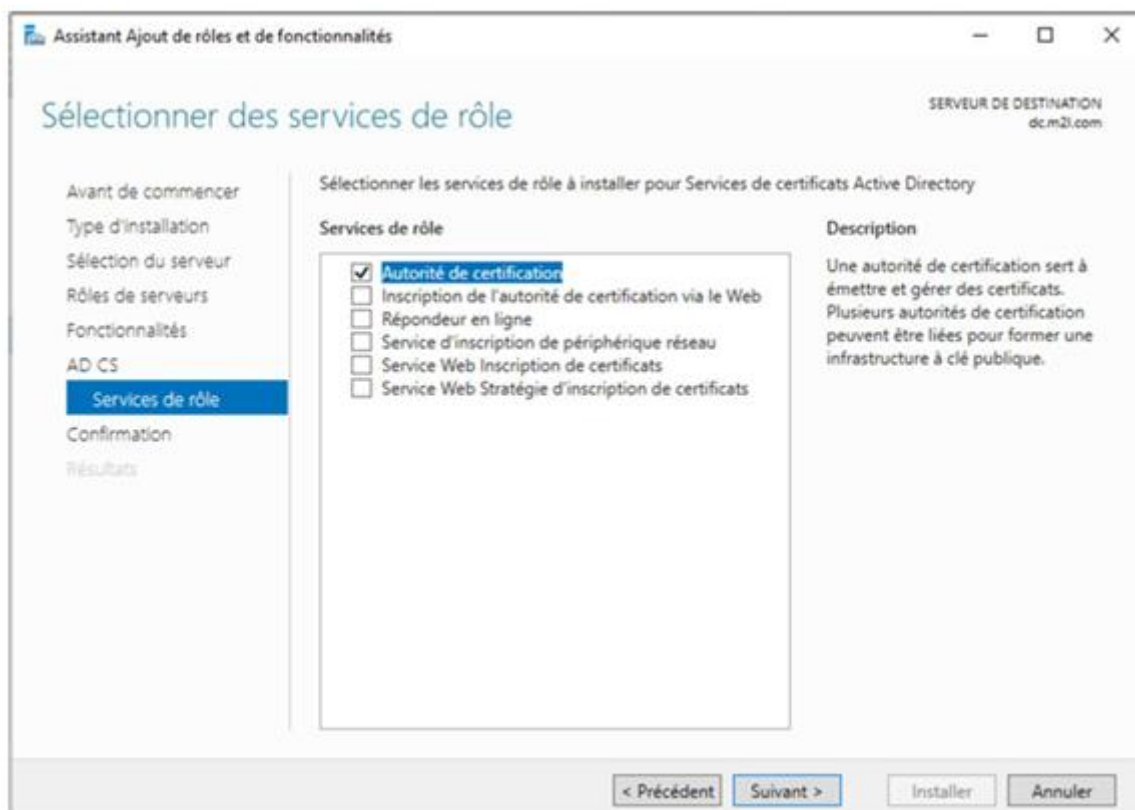 Assistant Ajout de rôles et de fonctionnalités
Sélectionner des services de rôle
SERVEUR DE DESTINATION
dc.m2l.com
Avant de commencer
Type d'installation
Sélection du serveur
Rôles de serveurs
Fonctionnalités
AD CS
Services de rôle
Confirmation
Résultats
Sélectionner les services de rôle à installer pour Services de certificats Active Directory
Services de rôle
Autorité de certification
Inscription de l'autorité de certification via le Web
Répondeur en ligne
Service d'inscription de périphérique réseau
Service Web Inscription de certificats
Service Web Stratégie d'inscription de certificats
Description
Une autorité de certification sert à
émettre et gérer des certificats.
Plusieurs autorités de certification
peuvent être liées pour former une
infrastructure à clé publique.
< Précédent
Suivant >
Installer
Annuler